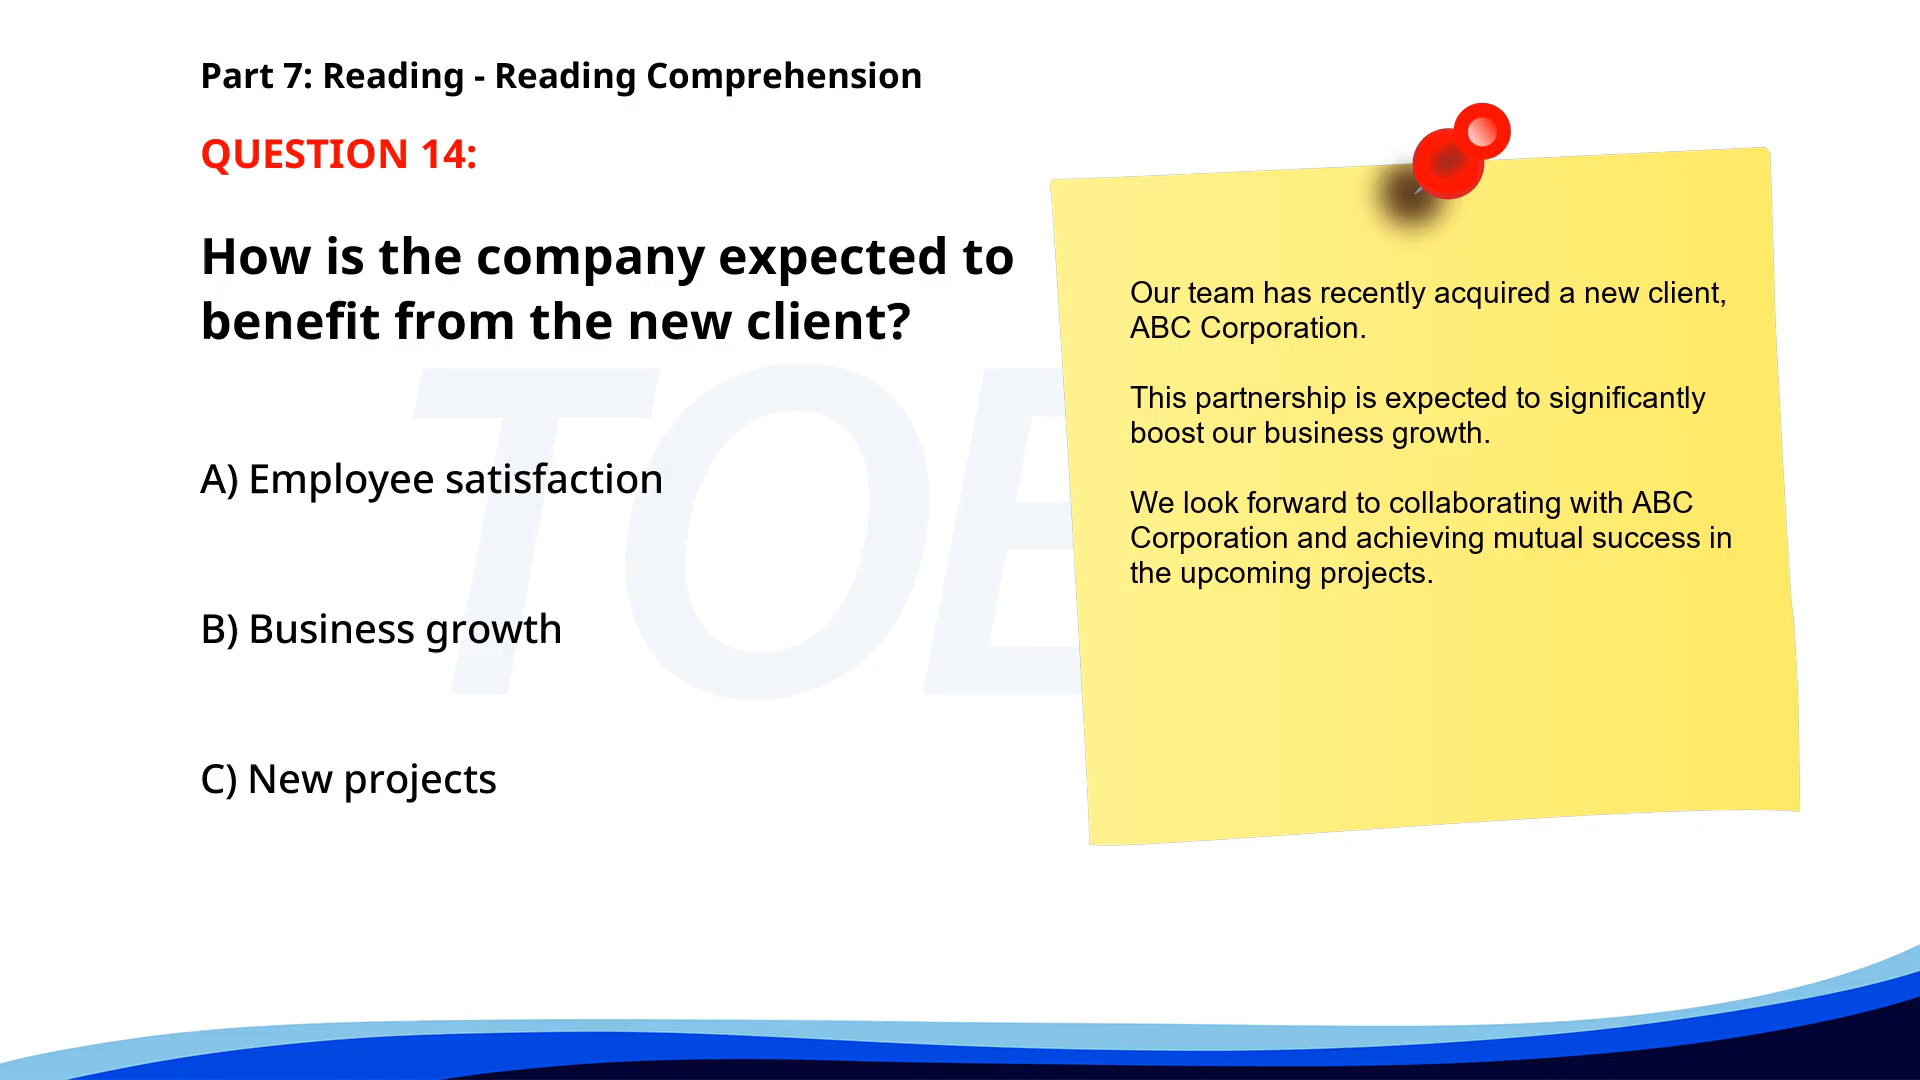 Part 7: Reading - Reading Comprehension
QUESTION 14:
How is the company expected to
benefit from the new client?
A) Employee satisfaction
B) Business growth
C) New projects
Our team has recently acquired a new client,
ABC Corporation.
This partnership is expected to significantly
boost our business growth.
We look forward to collaborating with ABC
Corporation and achieving mutual success in
the upcoming projects.
TOE